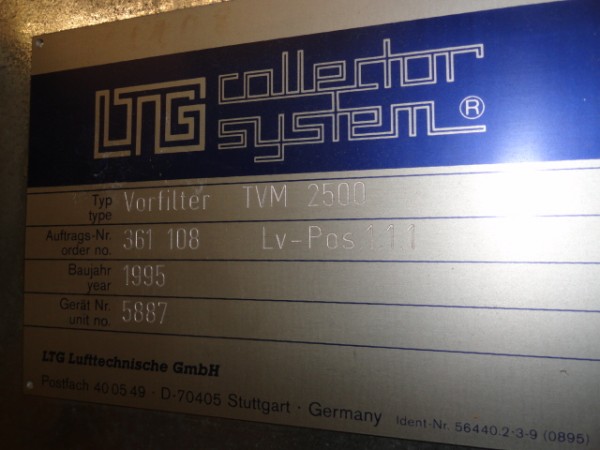 LTG collector
system ®
Typ Vorfilter TVM 2500
type
Auftrags-Nr. 361 108 Lv-Pos.1.1.1
order no.
Baujahr 1995
year
Gerät Nr. 5887
unit no.
LTG Lufttechnische GmbH
Postfach 40 05 49 · D-70405 Stuttgart · Germany Ident-Nr. 56440.2-3-9 (0895)